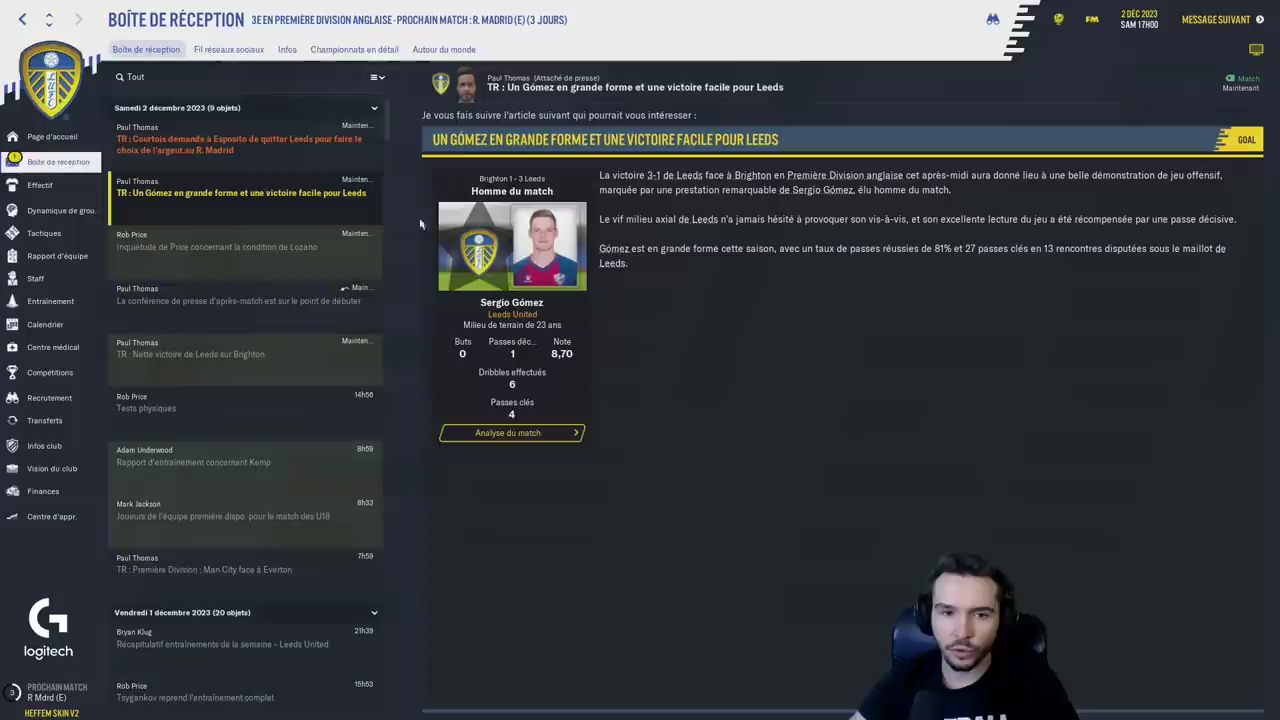 BOÎTE DE RÉCEPTION
3E EN PREMIÈRE DIVISION ANGLAISE - PROCHAIN MATCH : R. MADRID (E) (3 JOURS)
FM
2 DÉC 2023
SAM 17H00
MESSAGE SUIVANT
Boîte de réception
Fil réseaux sociaux
Infos
Championnats en détail
Autour du monde
Page d'accueil
1
Boîte de réception
Effectif
Dynamique de grou...
Tactiques
Rapport d'équipe
Staff
Entraînement
Calendrier
Centre médical
Compétitions
Recrutement
Transferts
Infos club
Vision du club
Finances
Centre d'appr.
logitech
3
PROCHAIN MATCH
R Mdrd (E)
HEFFEM SKIN V2
Tout
Samedi 2 décembre 2023 (9 objets)
Paul Thomas
Mainten...
TR : Courtois demande à Esposito de quitter Leeds pour faire le
choix de l'argent au R. Madrid
Paul Thomas
Mainten...
TR : Un Gómez en grande forme et une victoire facile pour Leeds
Rob Price
Mainten...
Inquiétude de Price concernant la condition de Lozano
Paul Thomas
Main...
La conférence de presse d'après-match est sur le point de débuter
Paul Thomas
Mainten...
TR : Nette victoire de Leeds sur Brighton
Rob Price
14h56
Tests physiques
Adam Underwood
8h59
Rapport d'entraînement concernant Kemp
Mark Jackson
8h33
Joueurs de l'équipe première dispo. pour le match des U18
Paul Thomas
7h59
TR : Première Division : Man City face à Everton
Vendredi 1 décembre 2023 (20 objets)
Bryan Klug
21h39
Récapitulatif entraînements de la semaine - Leeds United
Rob Price
15h53
Tsygankov reprend l'entraînement complet
Paul Thomas (Attaché de presse)
TR : Un Gómez en grande forme et une victoire facile pour Leeds
Match
Maintenant
Je vous fais suivre l'article suivant qui pourrait vous intéresser :
UN GÓMEZ EN GRANDE FORME ET UNE VICTOIRE FACILE POUR LEEDS
GOAL
Brighton 1 - 3 Leeds
Homme du match
Sergio Gómez
Leeds United
Milieu de terrain de 23 ans
Buts
Passes déc...
Note
0
1
8,70
Dribbles effectués
6
Passes clés
4
Analyse du match
La victoire 3-1 de Leeds face à Brighton en Première Division anglaise cet après-midi aura donné lieu à une belle démonstration de jeu offensif,
marquée par une prestation remarquable de Sergio Gómez, élu homme du match.
Le vif milieu axial de Leeds n'a jamais hésité à provoquer son vis-à-vis, et son excellente lecture du jeu a été récompensée par une passe décisive.
Gómez est en grande forme cette saison, avec un taux de passes réussies de 81% et 27 passes clés en 13 rencontres disputées sous le maillot de
Leeds.